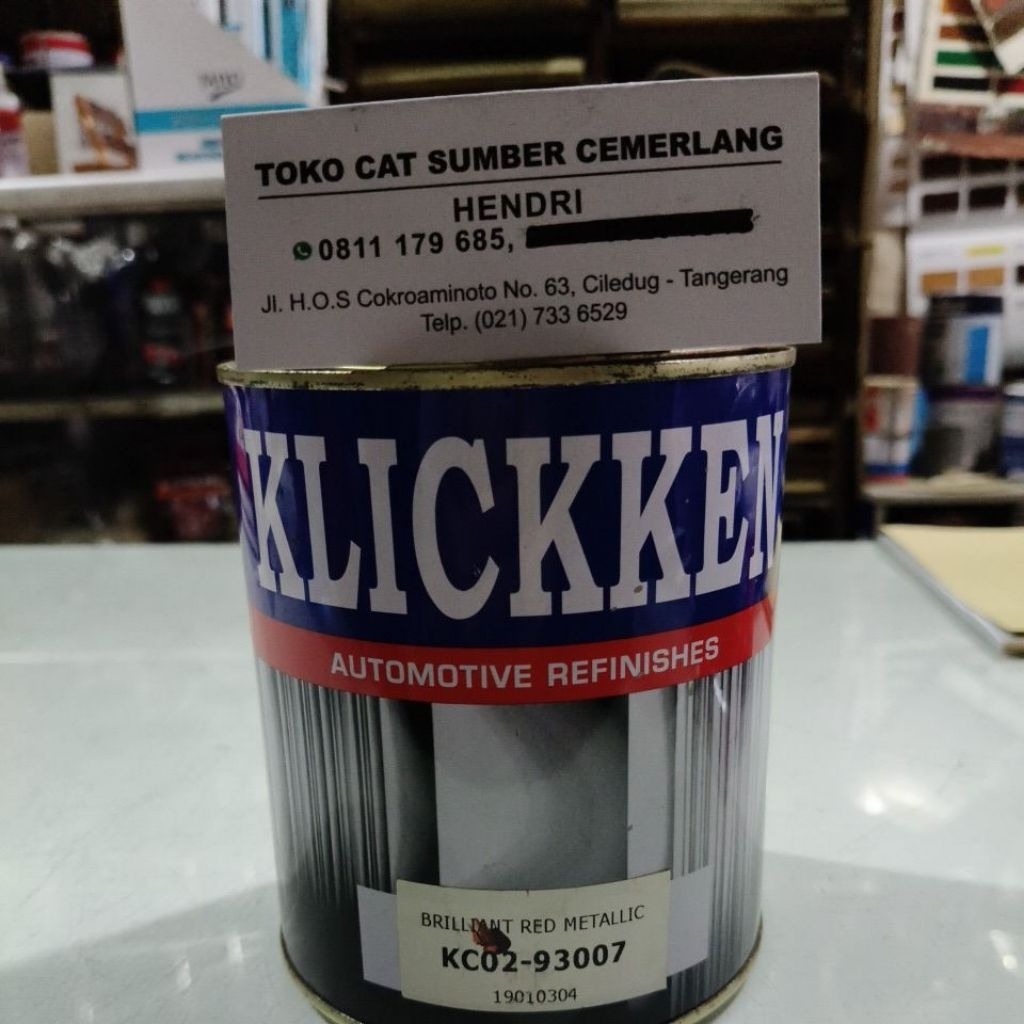 TOKO CAT SUMBER CEMERLANG
HENDRI
0811 179 685,
Jl. H.O.S Cokroaminoto No. 63, Ciledug - Tangerang
Telp. (021) 733 6529
KLICKKEN
AUTOMOTIVE REFINISHES
BRILLIANT RED METALLIC
KC02-93007
19010304